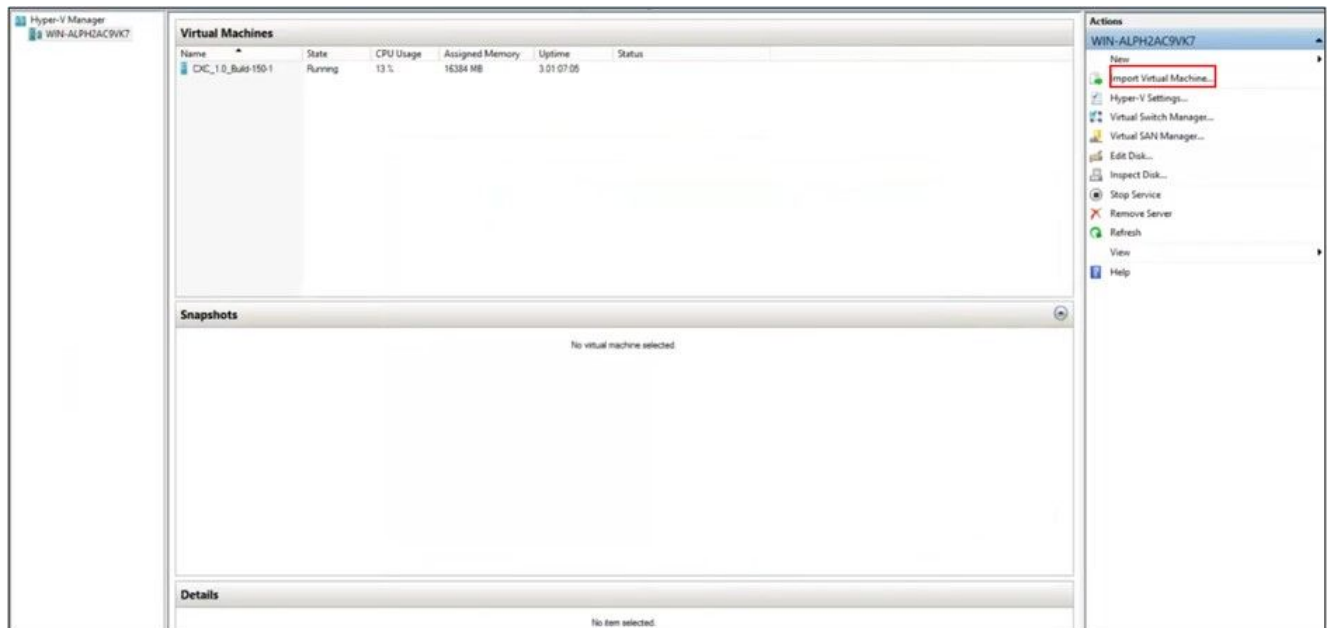 Hyper-V Manager
WIN-ALPH2AC9VK7
Virtual Machines
Name State CPU Usage Assigned Memory Uptime Status
CXC_1.0_Build-150-1 Running 13 % 16384 MB 3.01:07:05
Snapshots
No virtual machine selected.
Details
No item selected.
Actions
WIN-ALPH2AC9VK7
New
Import Virtual Machine...
Hyper-V Settings...
Virtual Switch Manager...
Virtual SAN Manager...
Edit Disk...
Inspect Disk...
Stop Service
Remove Server
Refresh
View
Help